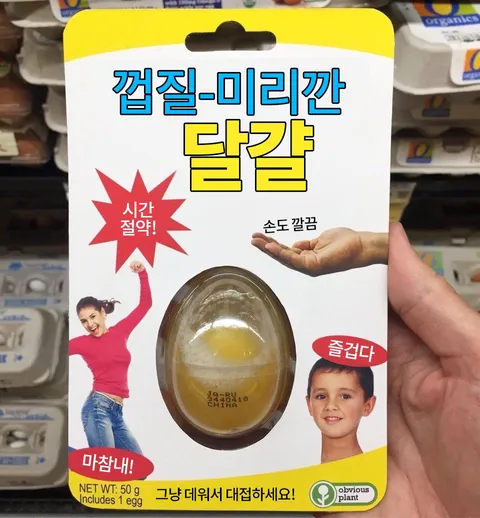 O
ORGANICS
껍질-미리깐
달걀
시간
절약!
손도 깔끔
즐겁다
마참내!
NET WT: 50 g
Includes 1 egg
그냥 데워서 대접하세요!
obvious
plant
CHINA